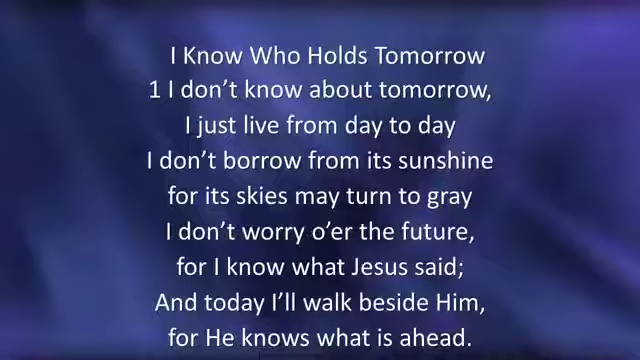 I Know Who Holds Tomorrow
1 I don’t know about tomorrow,
I just live from day to day
I don’t borrow from its sunshine
for its skies may turn to gray
I don’t worry o’er the future,
for I know what Jesus said;
And today I’ll walk beside Him,
for He knows what is ahead.